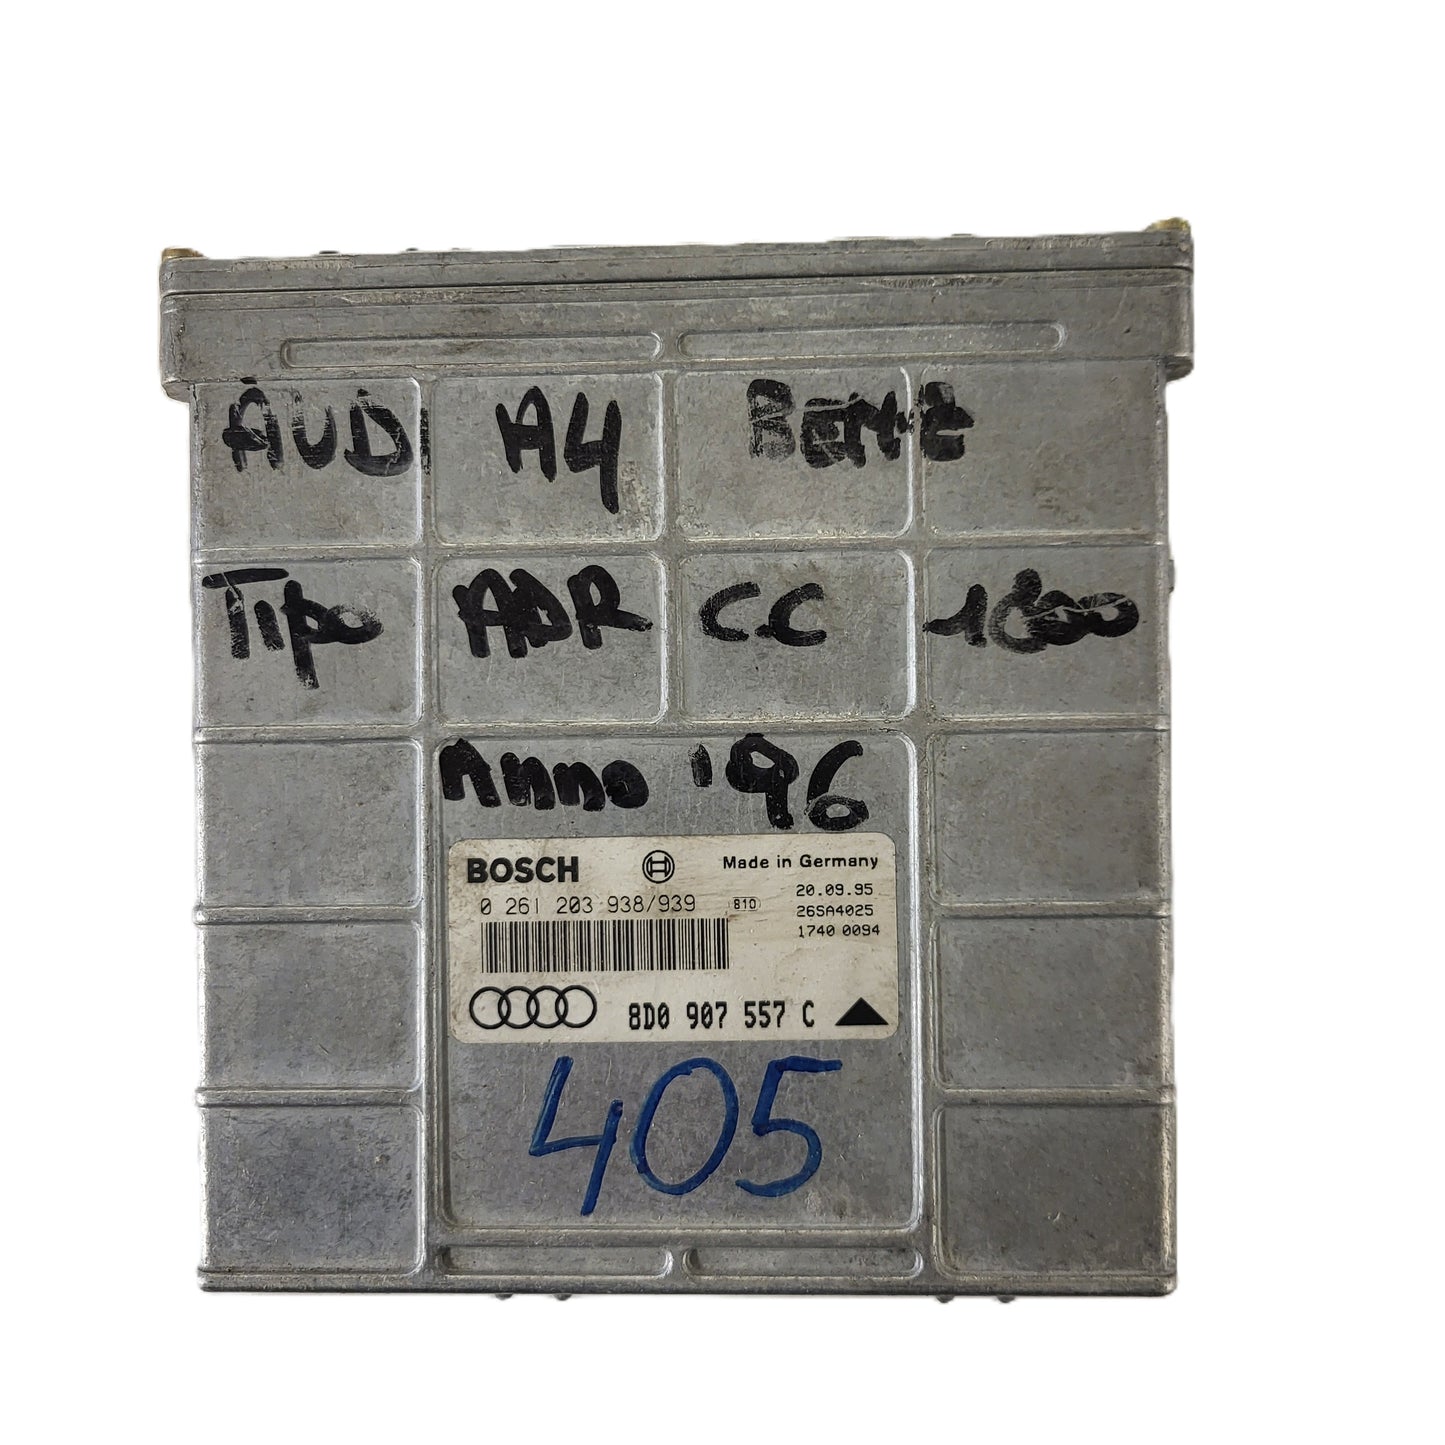 AUDI A4 BENZ
Tipo ADR C.C 1800
Anno '96
BOSCH Made in Germany
0 261 203 938/939 810 20.09.95
26SA4025
1740 0094
8D0 907 557 C
405